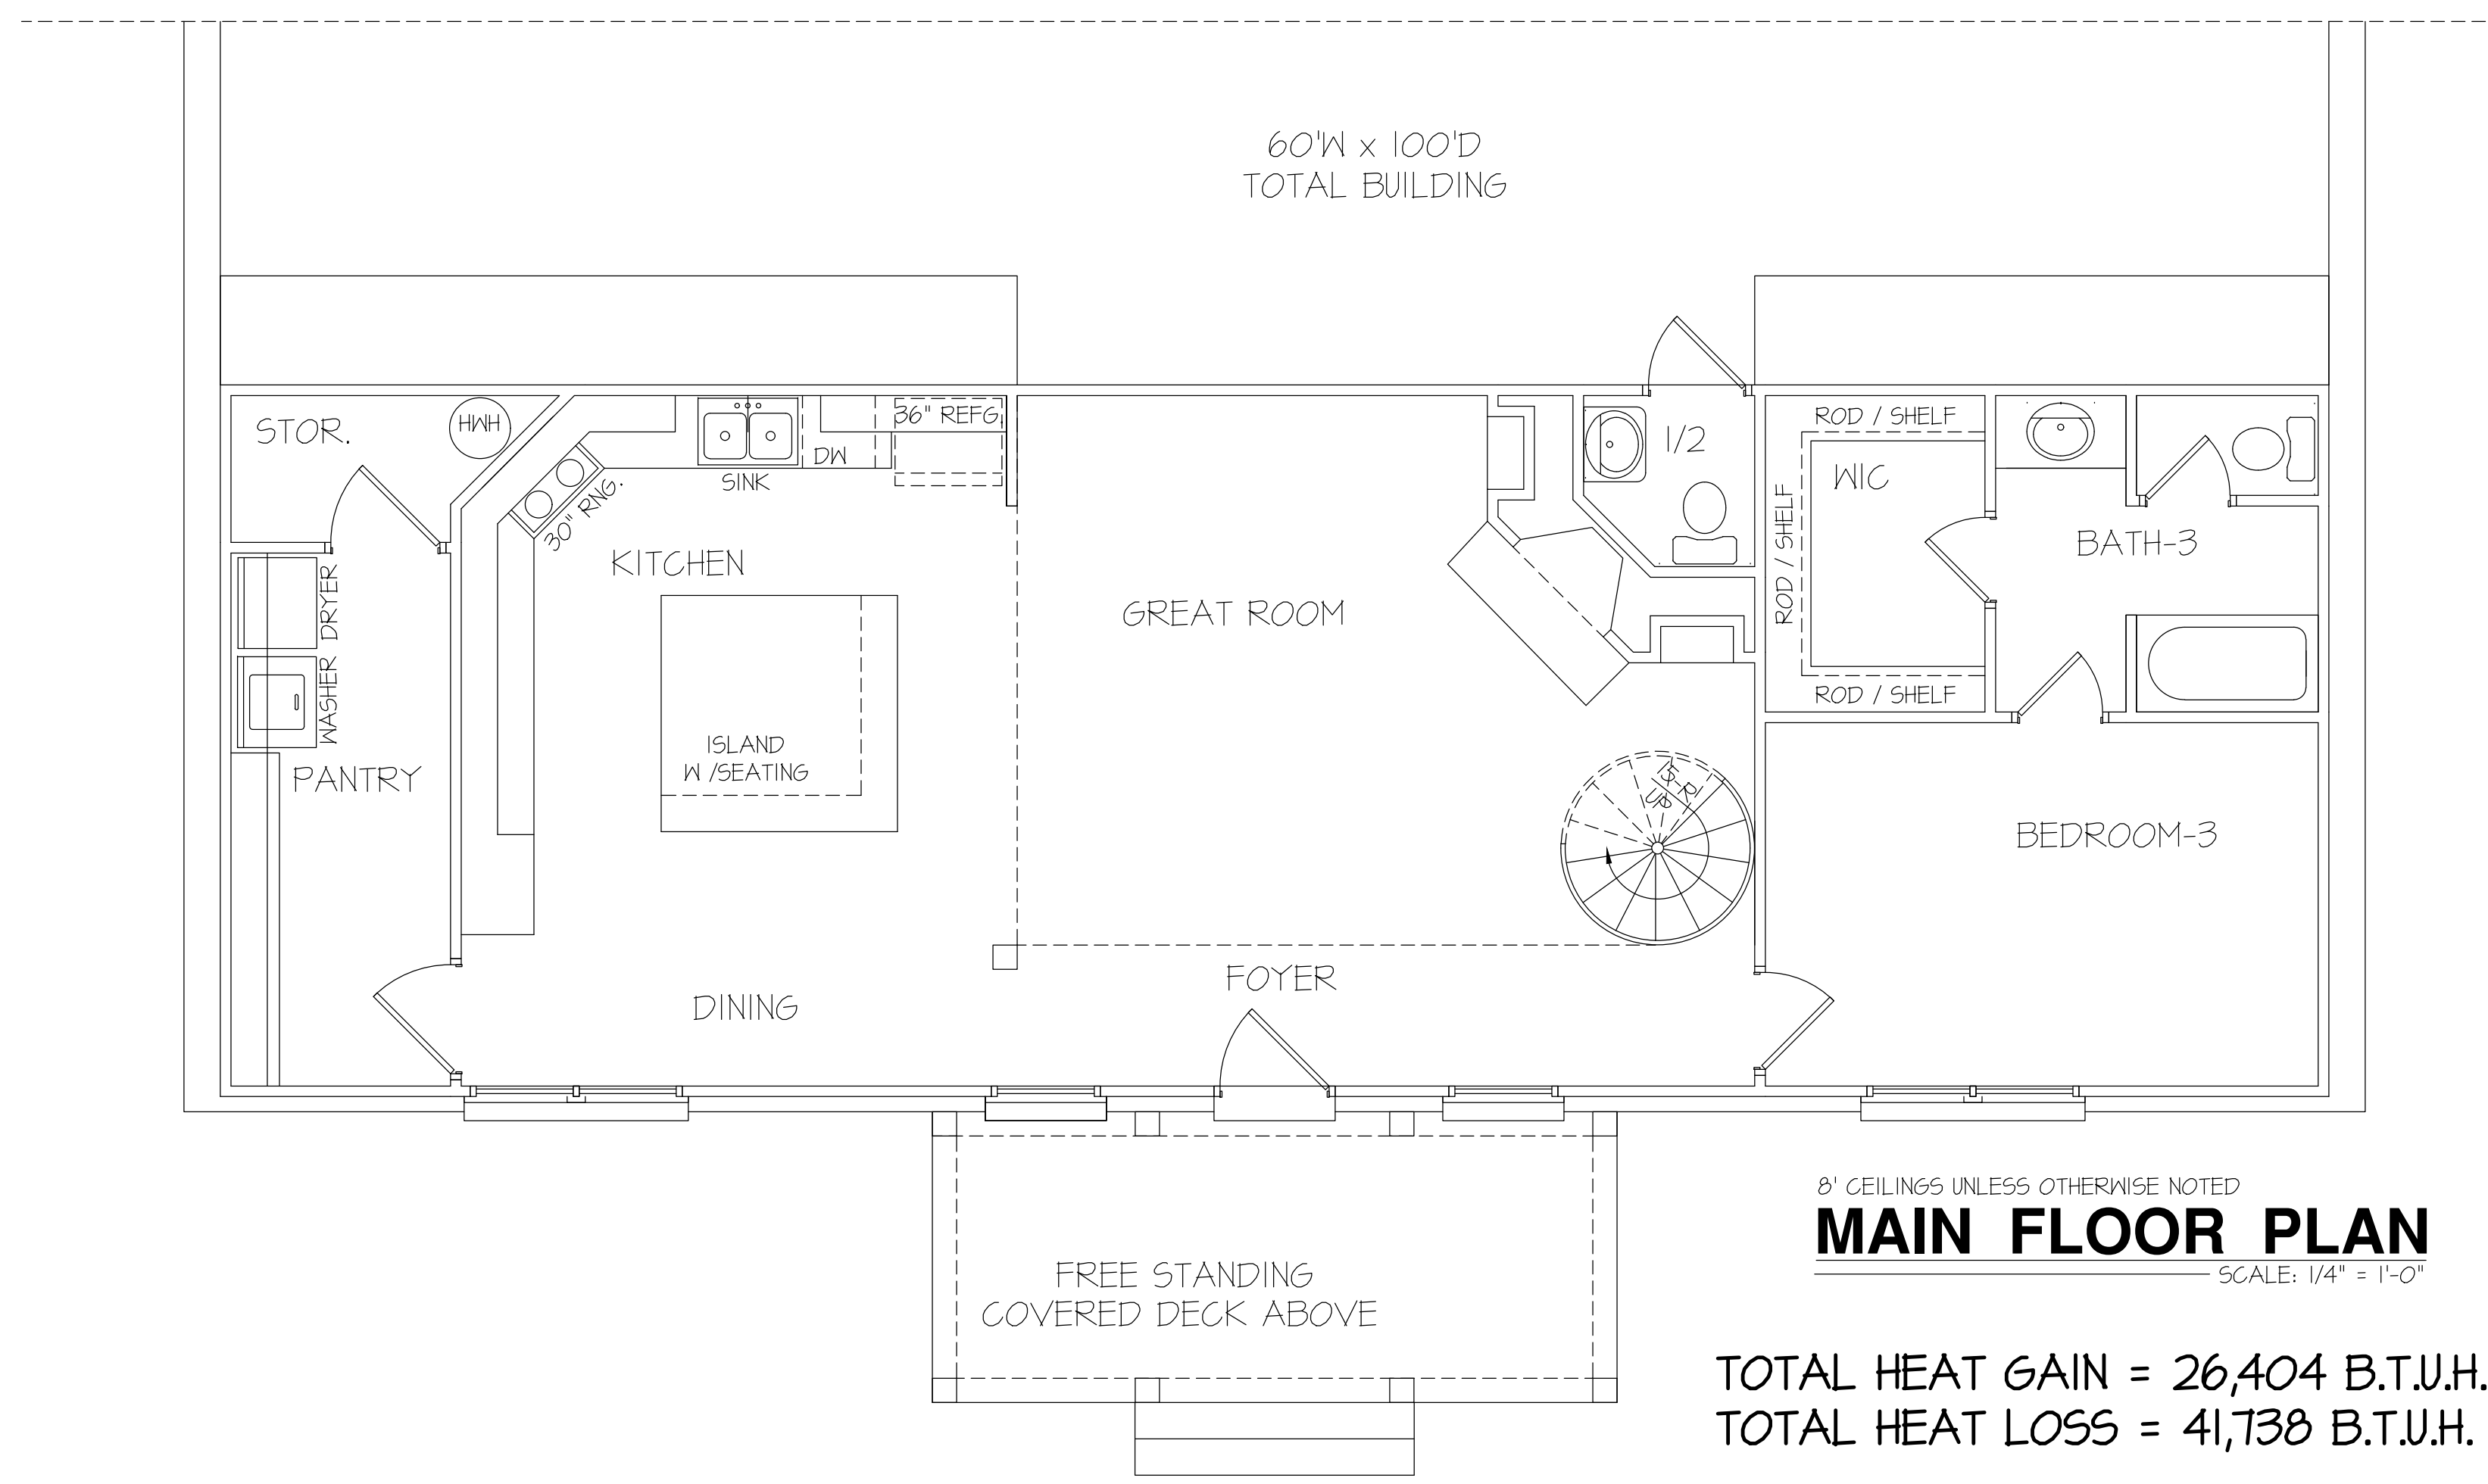 60'W x 100'D
TOTAL BUILDING
STOR.
HWH
36" REFG.
DW
SINK
30" RNG.
KITCHEN
DRYER
WASHER
PANTRY
ISLAND
W /SEATING
DINING
GREAT ROOM
FOYER
15 R
UP
1/2
ROD / SHELF
WIC
ROD / SHELF
ROD / SHELF
BATH-3
BEDROOM-3
FREE STANDING
COVERED DECK ABOVE
8' CEILINGS UNLESS OTHERWISE NOTED
MAIN FLOOR PLAN
SCALE: 1/4" = 1'-0"
TOTAL HEAT GAIN = 26,404 B.T.U.H.
TOTAL HEAT LOSS = 41,738 B.T.U.H.